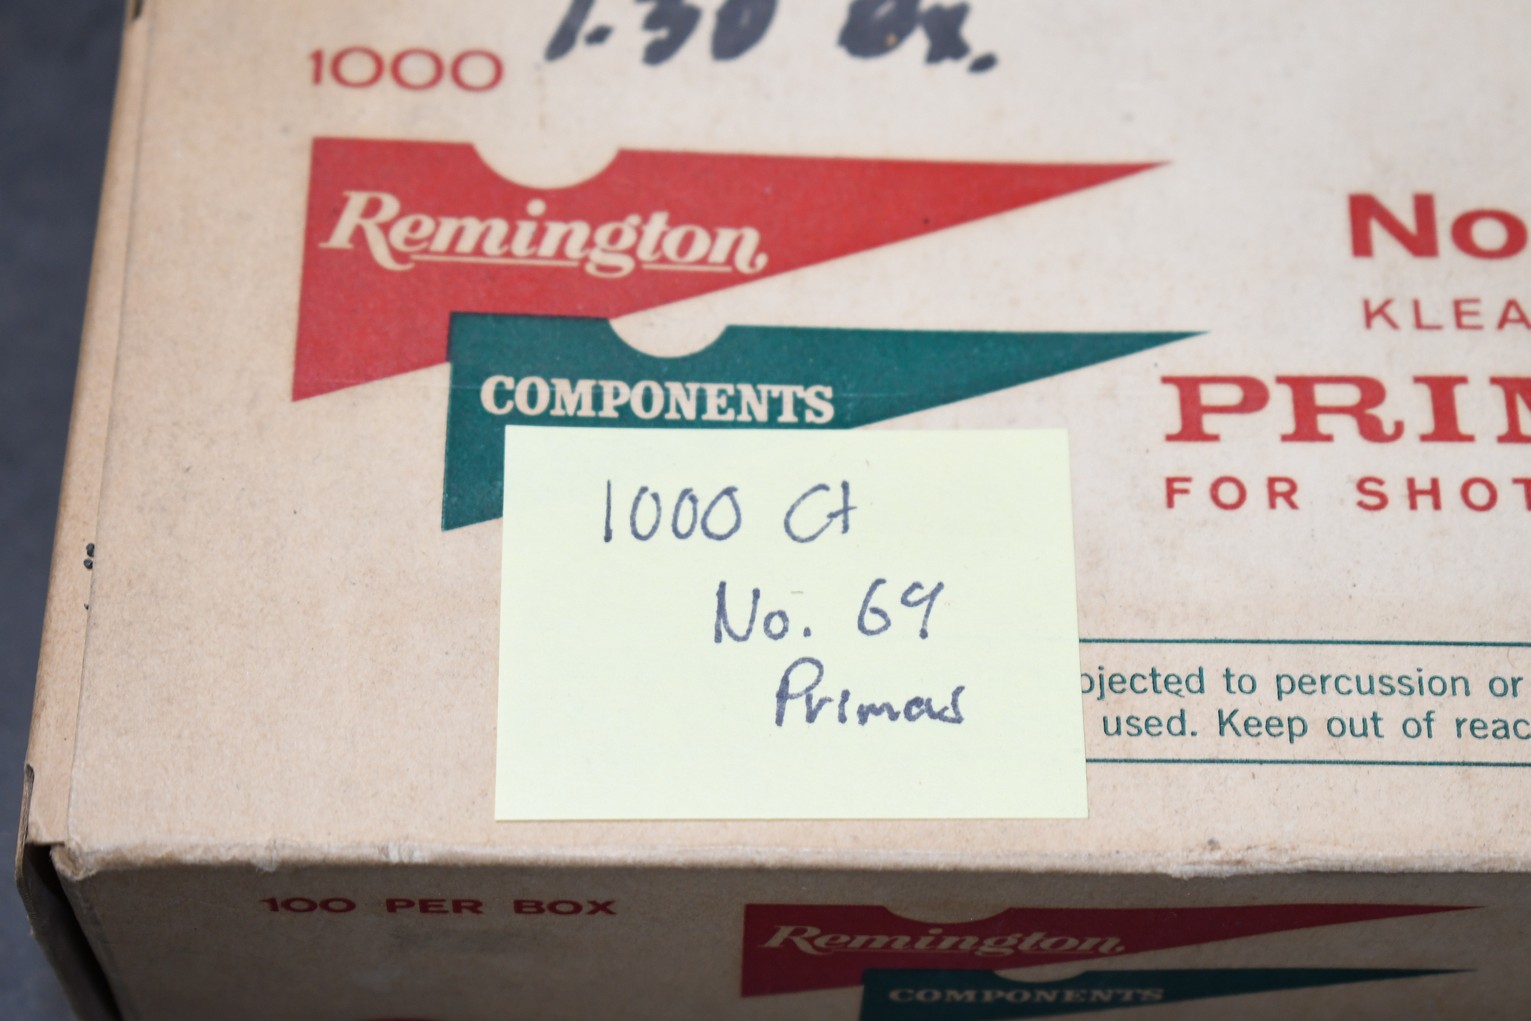 1.30 Bx.
1000
Remington
COMPONENTS
No
KLEA
PRIM
FOR SHOT
1000 Ct
No. 69
Primers
bjected to percussion or
used. Keep out of reac
100 PER BOX
Remington
COMPONENTS